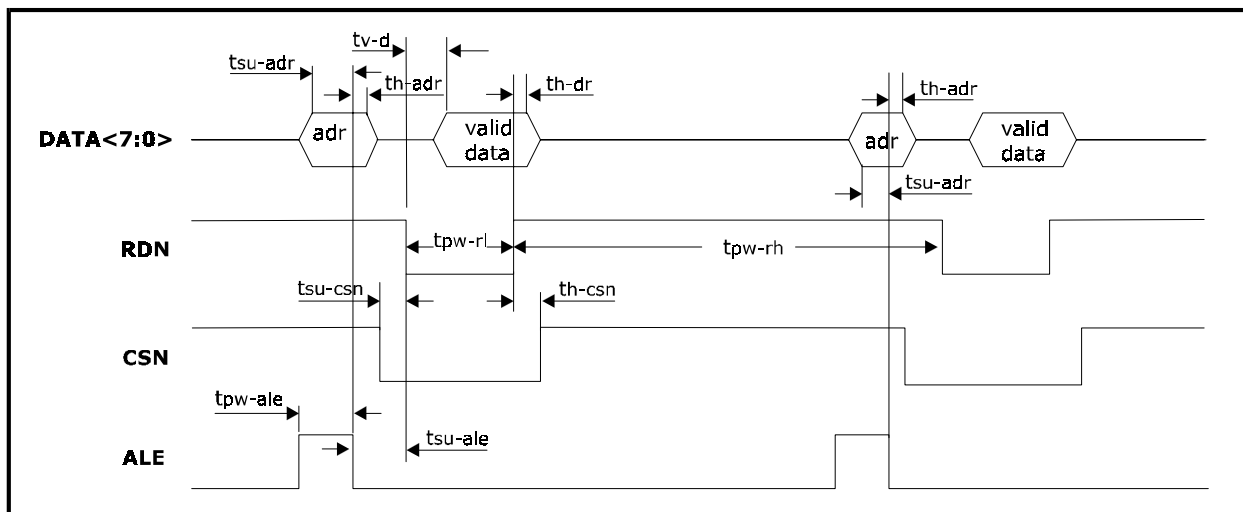 tv-d
tsu-adr
th-adr
th-dr
th-adr
DATA<7:0>
adr
valid
data
adr
valid
data
tsu-adr
RDN
tpw-rl
tpw-rh
tsu-csn
th-csn
CSN
tpw-ale
tsu-ale
ALE